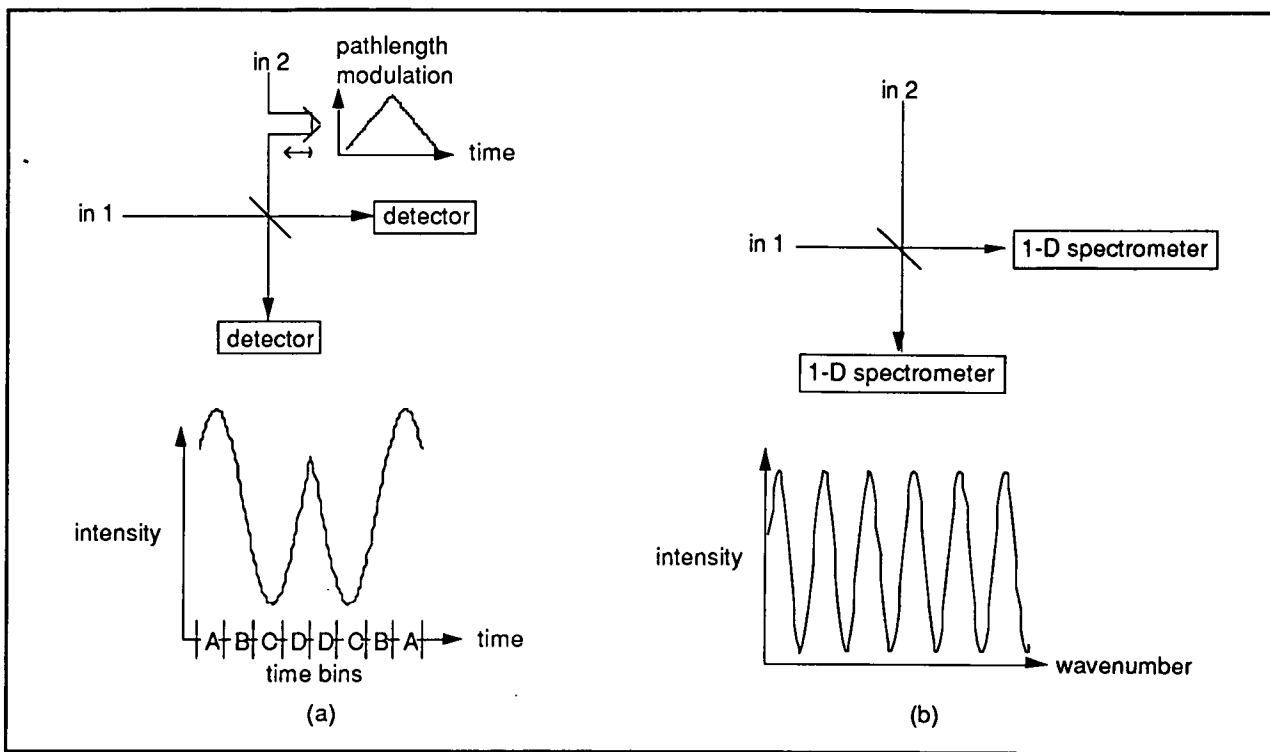 in 2
pathlength
modulation
time
in 1
detector
detector
intensity
A B C D D C B A
time
time bins
(a)
in 2
in 1
1-D spectrometer
1-D spectrometer
intensity
wavenumber
(b)